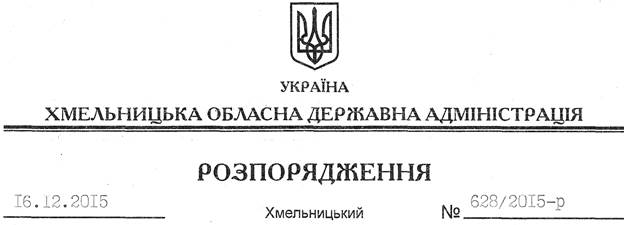 УКРАЇНА
ХМЕЛЬНИЦЬКА ОБЛАСНА ДЕРЖАВНА АДМІНІСТРАЦІЯ
РОЗПОРЯДЖЕННЯ
16.12.2015 Хмельницький № 628/2015-р